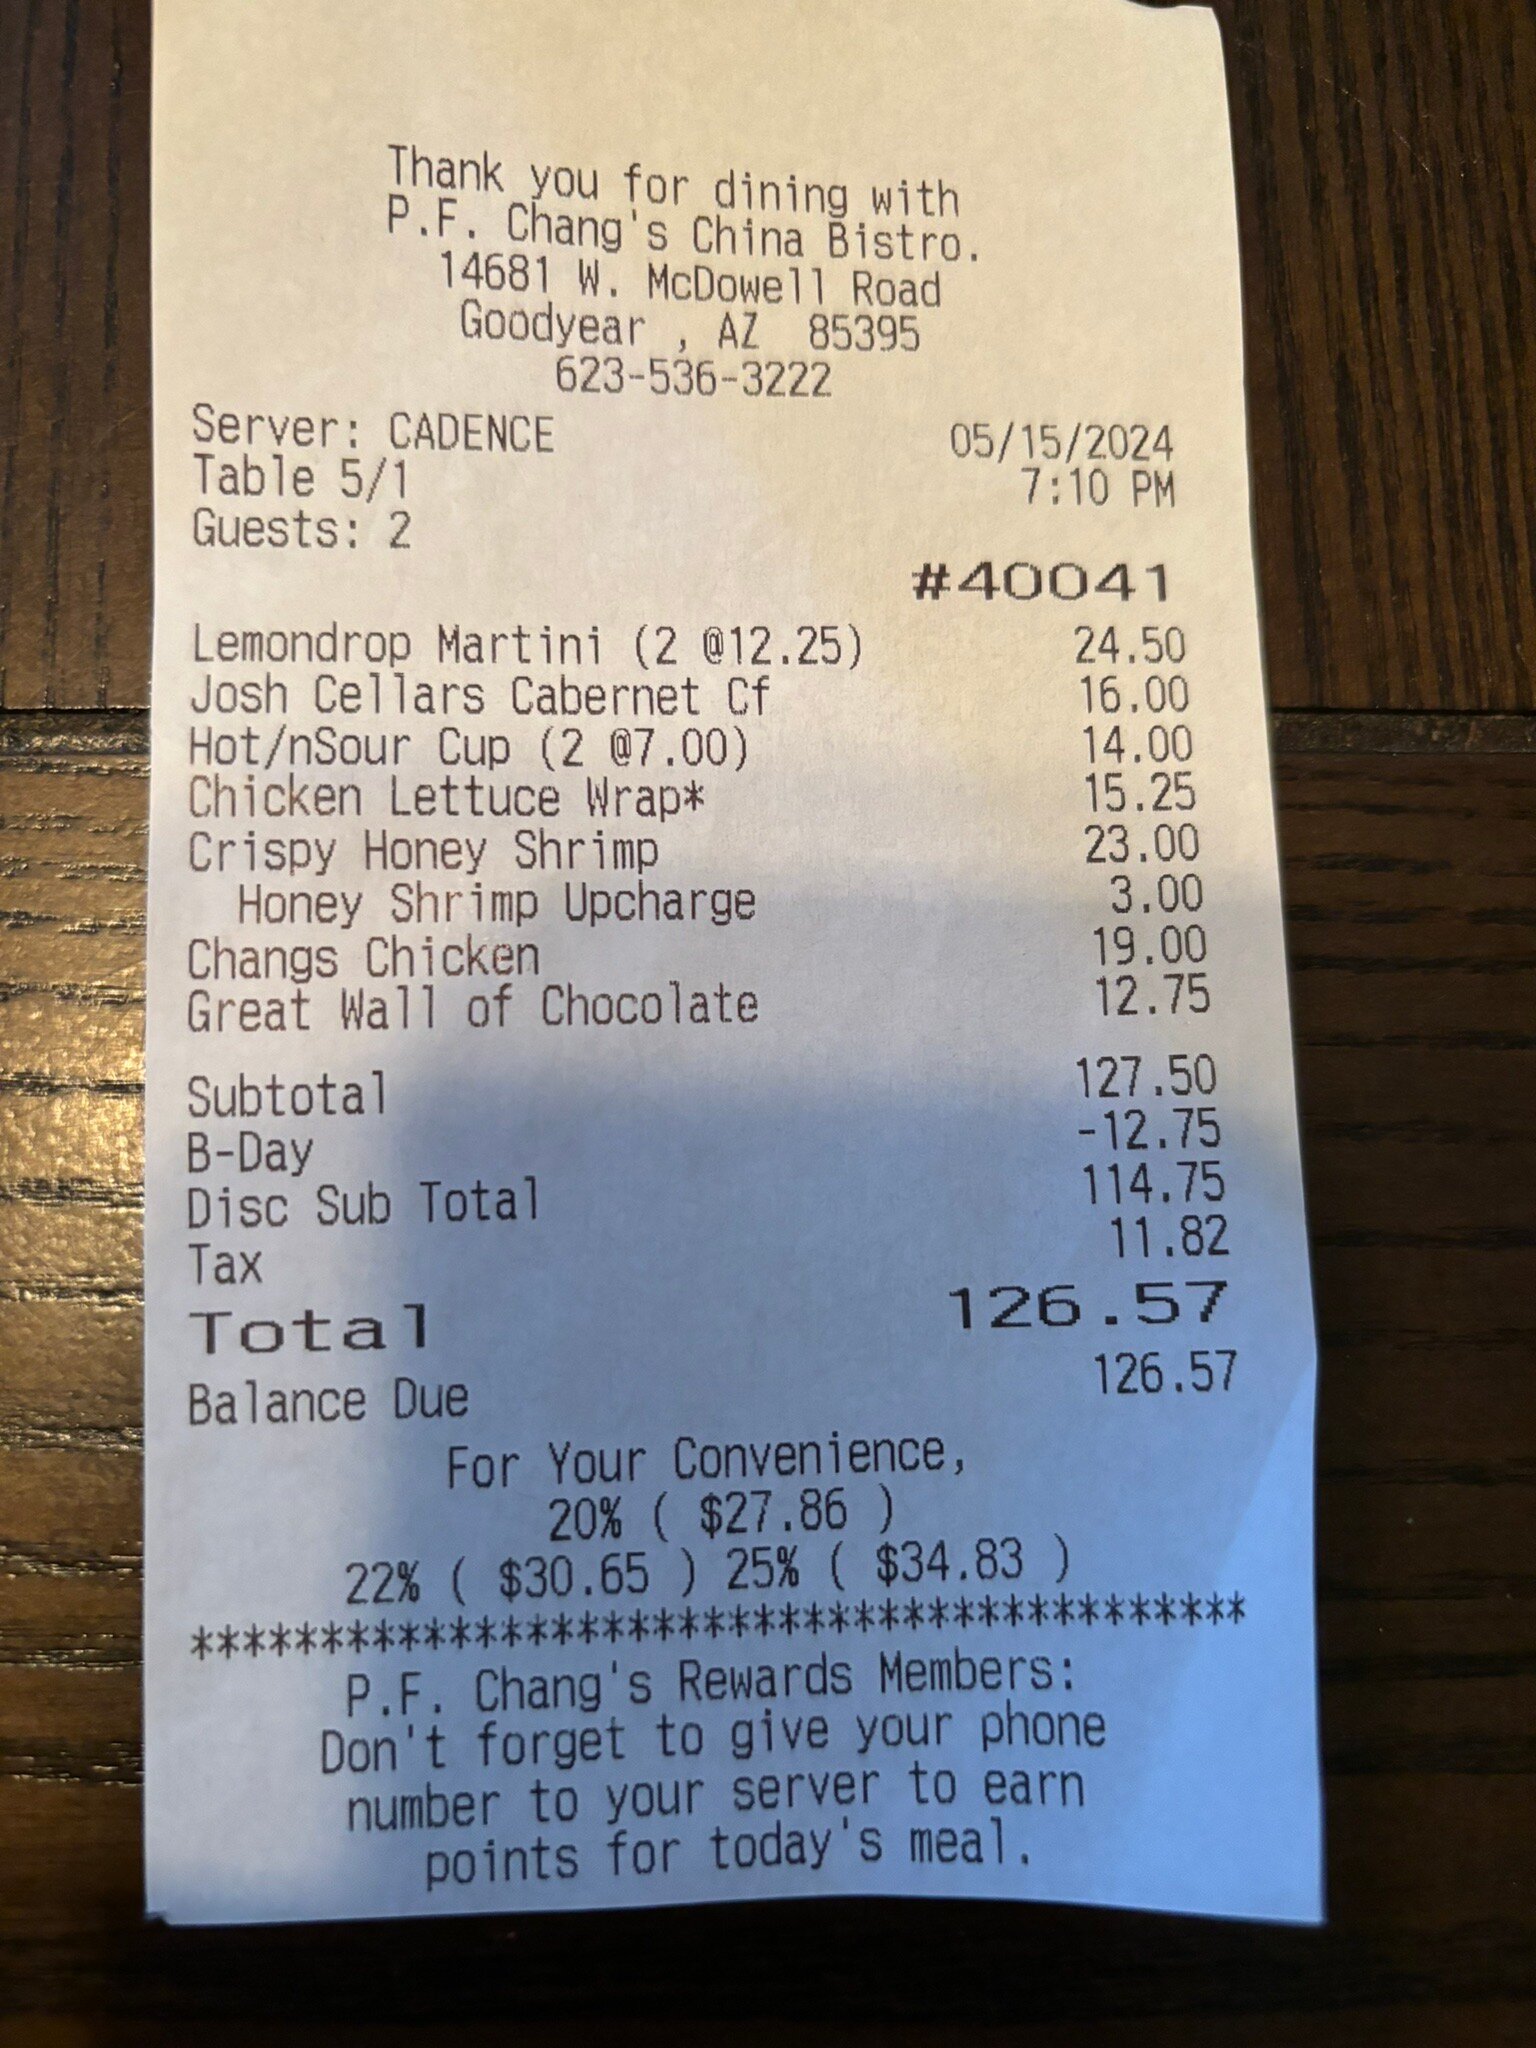 Thank you for dining with
P.F. Chang's China Bistro.
14681 W. McDowell Road
Goodyear , AZ 85395
623-536-3222
Server: CADENCE 05/15/2024
Table 5/1 7:10 PM
Guests: 2
#40041
Lemondrop Martini (2 @12.25) 24.50
Josh Cellars Cabernet Cf 16.00
Hot/nSour Cup (2 @7.00) 14.00
Chicken Lettuce Wrap* 15.25
Crispy Honey Shrimp 23.00
Honey Shrimp Upcharge 3.00
Changs Chicken 19.00
Great Wall of Chocolate 12.75
Subtotal 127.50
B-Day -12.75
Disc Sub Total 114.75
Tax 11.82
Total 126.57
Balance Due 126.57
For Your Convenience,
20% ( $27.86 )
22% ( $30.65 ) 25% ( $34.83 )
******************************************
P.F. Chang's Rewards Members:
Don't forget to give your phone
number to your server to earn
points for today's meal.